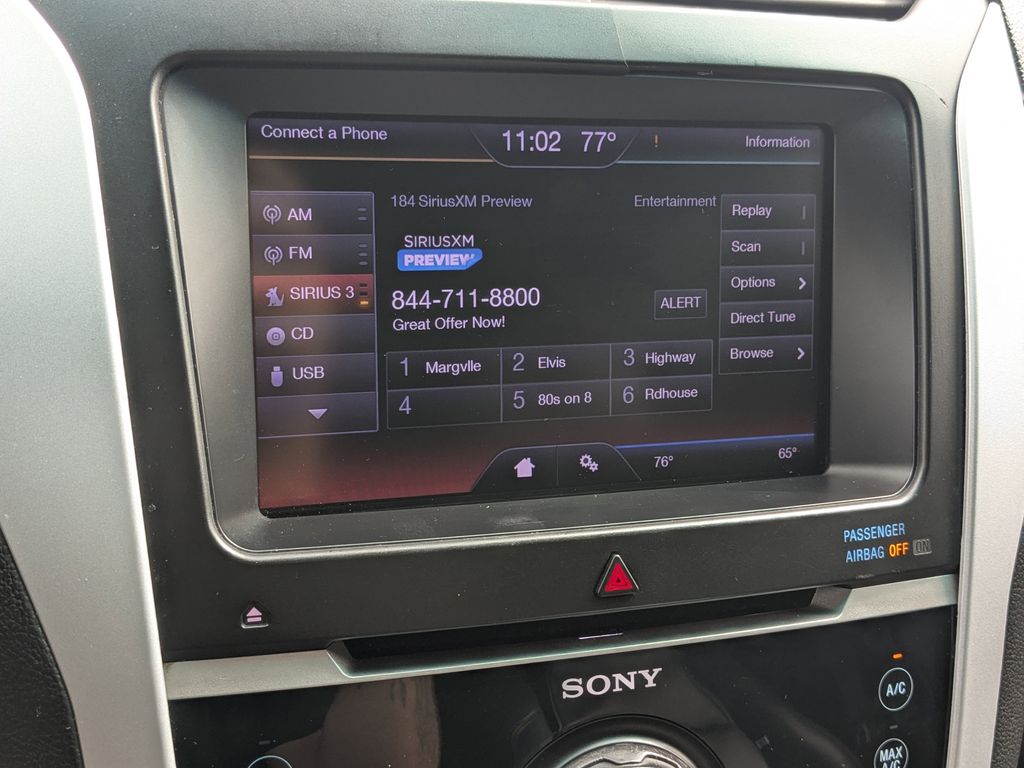 Connect a Phone
11:02 77°
!
Information
AM
FM
SIRIUS 3
CD
USB
184 SiriusXM Preview
Entertainment
SIRIUSXM
PREVIEW
844-711-8800
Great Offer Now!
ALERT
1 Margvlle
2 Elvis
3 Highway
4
5 80s on 8
6 Rdhouse
Replay
Scan
Options
Direct Tune
Browse
76°
65°
PASSENGER
AIRBAG OFF ON
SONY
A/C
MAX
A/C